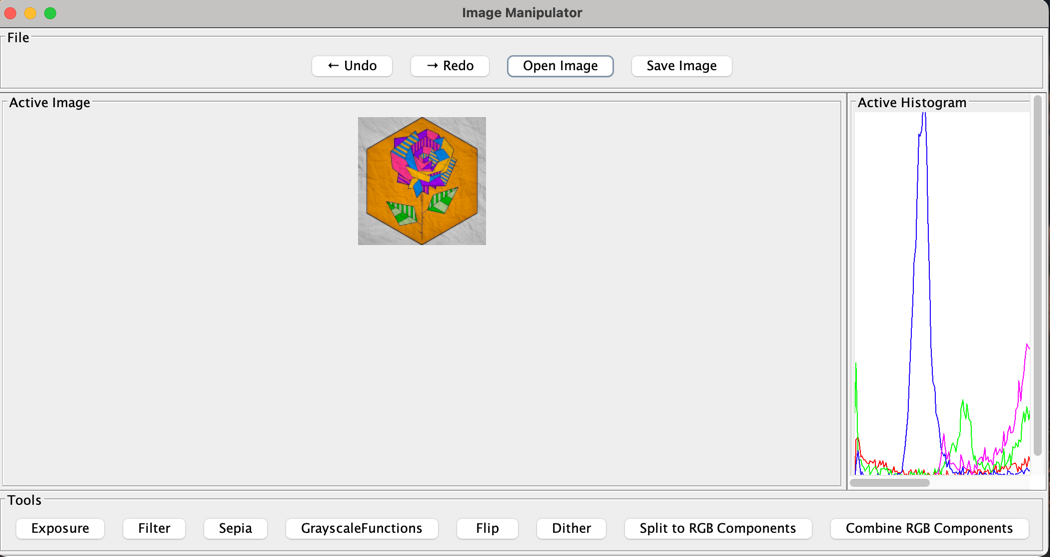 Image Manipulator
File
← Undo
→ Redo
Open Image
Save Image
Active Image
Active Histogram
Tools
Exposure
Filter
Sepia
GrayscaleFunctions
Flip
Dither
Split to RGB Components
Combine RGB Components